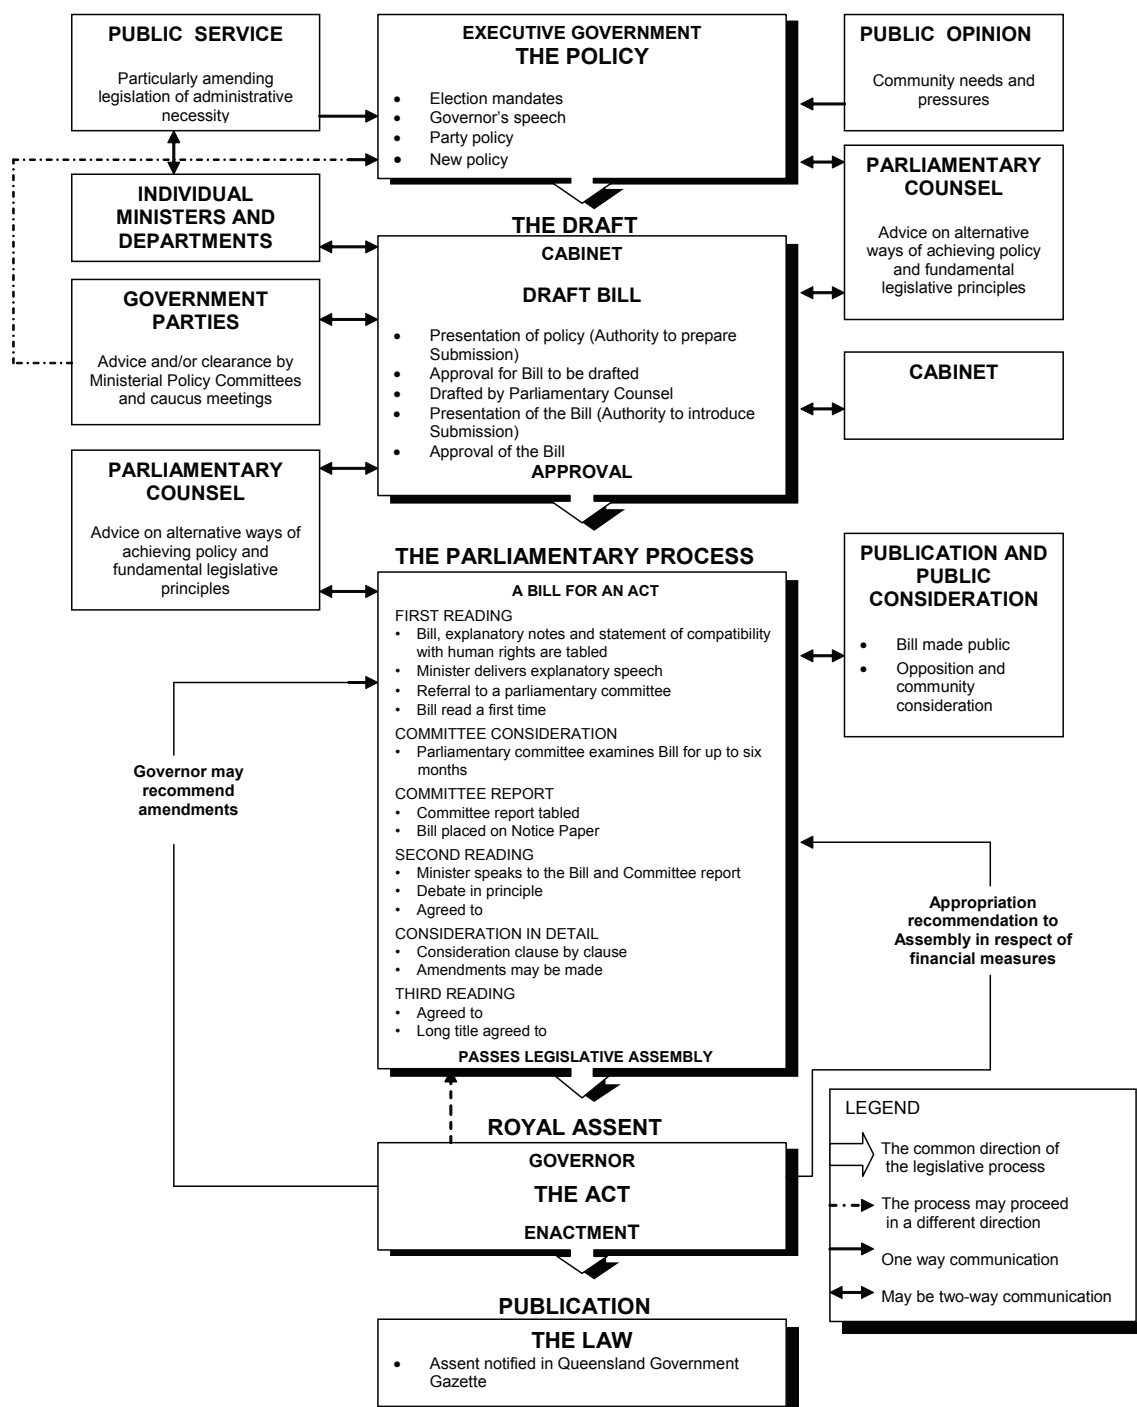 PUBLIC SERVICE
Particularly amending
legislation of administrative
necessity
EXECUTIVE GOVERNMENT
THE POLICY
• Election mandates
• Governor's speech
• Party policy
• New policy
PUBLIC OPINION
Community needs and
pressures
INDIVIDUAL
MINISTERS AND
DEPARTMENTS
PARLIAMENTARY
COUNSEL
Advice on alternative
ways of achieving policy
and fundamental
legislative principles
THE DRAFT
CABINET
DRAFT BILL
• Presentation of policy (Authority to prepare
Submission)
• Approval for Bill to be drafted
• Drafted by Parliamentary Counsel
• Presentation of the Bill (Authority to introduce
Submission)
• Approval of the Bill
APPROVAL
GOVERNMENT
PARTIES
Advice and/or clearance by
Ministerial Policy Committees
and caucus meetings
CABINET
PARLIAMENTARY
COUNSEL
Advice on alternative ways of
achieving policy and
fundamental legislative
principles
THE PARLIAMENTARY PROCESS
A BILL FOR AN ACT
FIRST READING
• Bill, explanatory notes and statement of compatibility
with human rights are tabled
• Minister delivers explanatory speech
• Referral to a parliamentary committee
• Bill read a first time
COMMITTEE CONSIDERATION
• Parliamentary committee examines Bill for up to six
months
COMMITTEE REPORT
• Committee report tabled
• Bill placed on Notice Paper
SECOND READING
• Minister speaks to the Bill and Committee report
• Debate in principle
• Agreed to
CONSIDERATION IN DETAIL
• Consideration clause by clause
• Amendments may be made
THIRD READING
• Agreed to
• Long title agreed to
PASSES LEGISLATIVE ASSEMBLY
PUBLICATION AND
PUBLIC
CONSIDERATION
• Bill made public
• Opposition and
community
consideration
Governor may
recommend
amendments
Appropriation
recommendation to
Assembly in respect of
financial measures
ROYAL ASSENT
GOVERNOR
THE ACT
ENACTMENT
LEGEND
The common direction of
the legislative process
The process may proceed
in a different direction
One way communication
May be two-way communication
PUBLICATION
THE LAW
• Assent notified in Queensland Government
Gazette